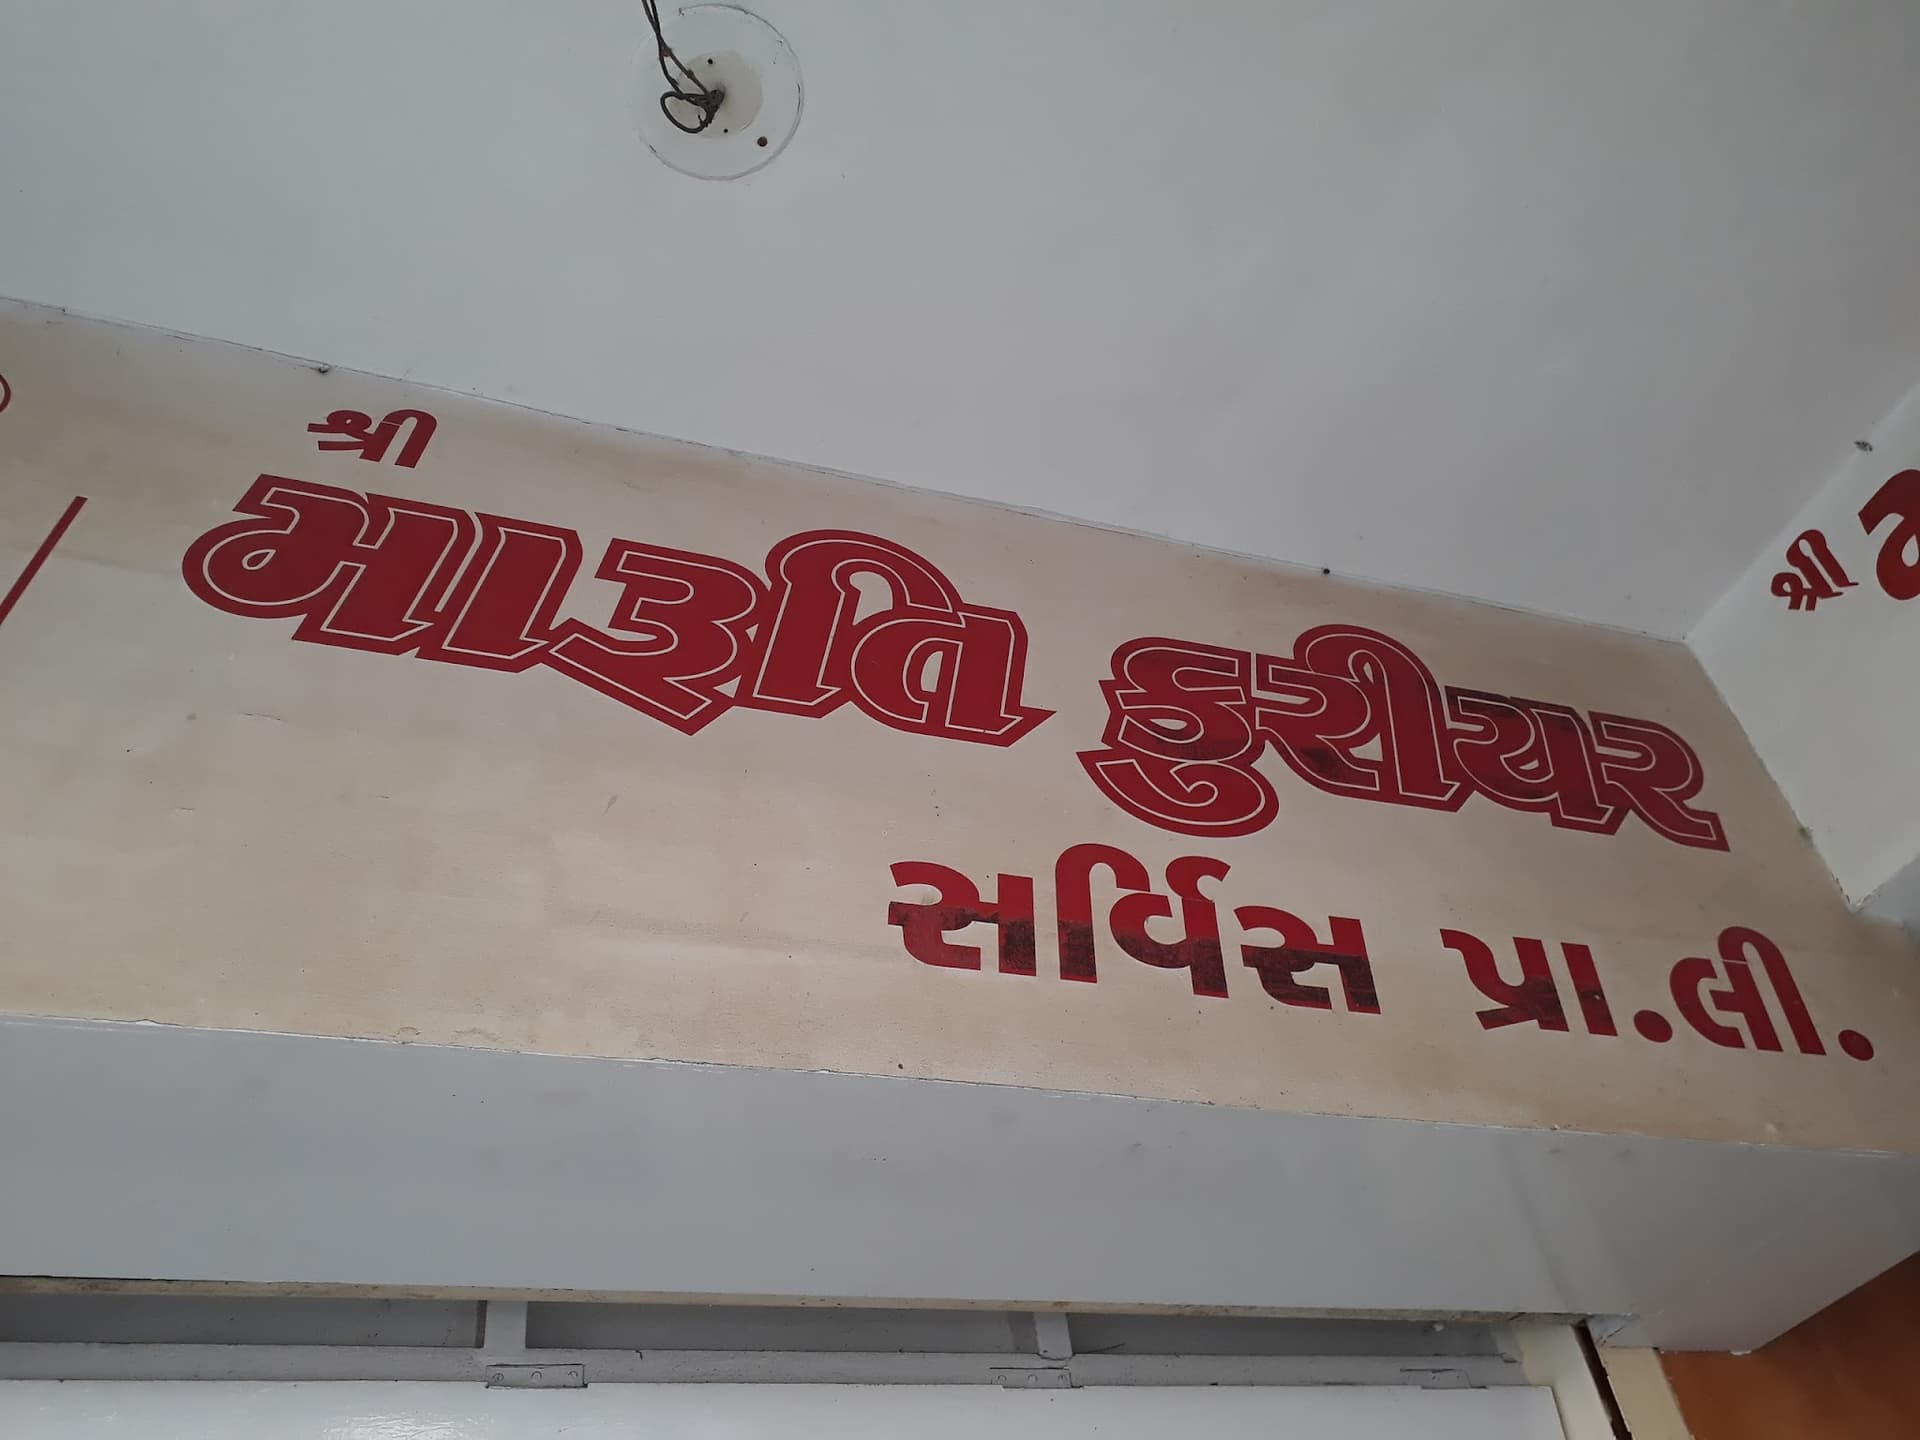 શ્રી
મારૂતિ કુરીયર
સર્વિસ પ્રા.લી.
શ્રી